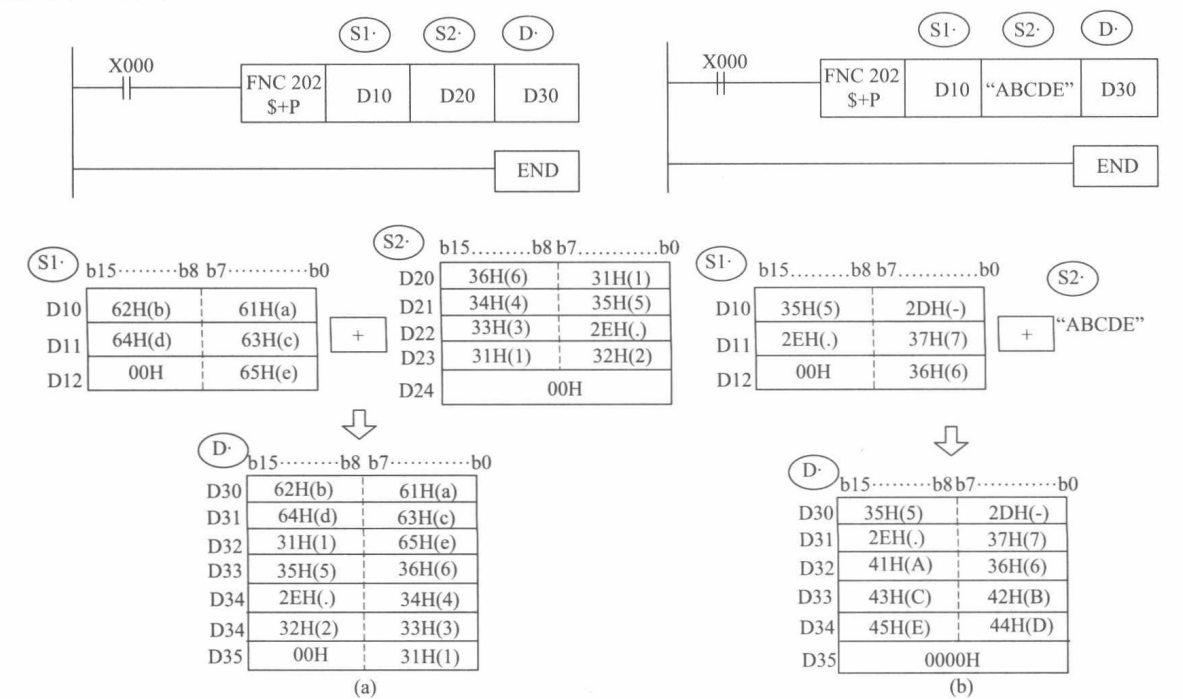 S1· S2· D·
X000
FNC 202 $+P D10 D20 D30
END
S1· S2· D·
X000
FNC 202 $+P D10 “ABCDE” D30
END
S1·
b15········b8 b7···········b0
D10 62H(b) 61H(a)
D11 64H(d) 63H(c)
D12 00H 65H(e)
+
S2·
b15.........b8 b7............b0
D20 36H(6) 31H(1)
D21 34H(4) 35H(5)
D22 33H(3) 2EH(.)
D23 31H(1) 32H(2)
D24 00H
D·
b15·········b8 b7···········b0
D30 62H(b) 61H(a)
D31 64H(d) 63H(c)
D32 31H(1) 65H(e)
D33 35H(5) 36H(6)
D34 2EH(.) 34H(4)
D34 32H(2) 33H(3)
D35 00H 31H(1)
(a)
S1·
b15.........b8 b7............b0
D10 35H(5) 2DH(-)
D11 2EH(.) 37H(7)
D12 00H 36H(6)
+
S2·
“ABCDE”
D·
b15·········b8b7···········b0
D30 35H(5) 2DH(-)
D31 2EH(.) 37H(7)
D32 41H(A) 36H(6)
D33 43H(C) 42H(B)
D34 45H(E) 44H(D)
D35 0000H
(b)